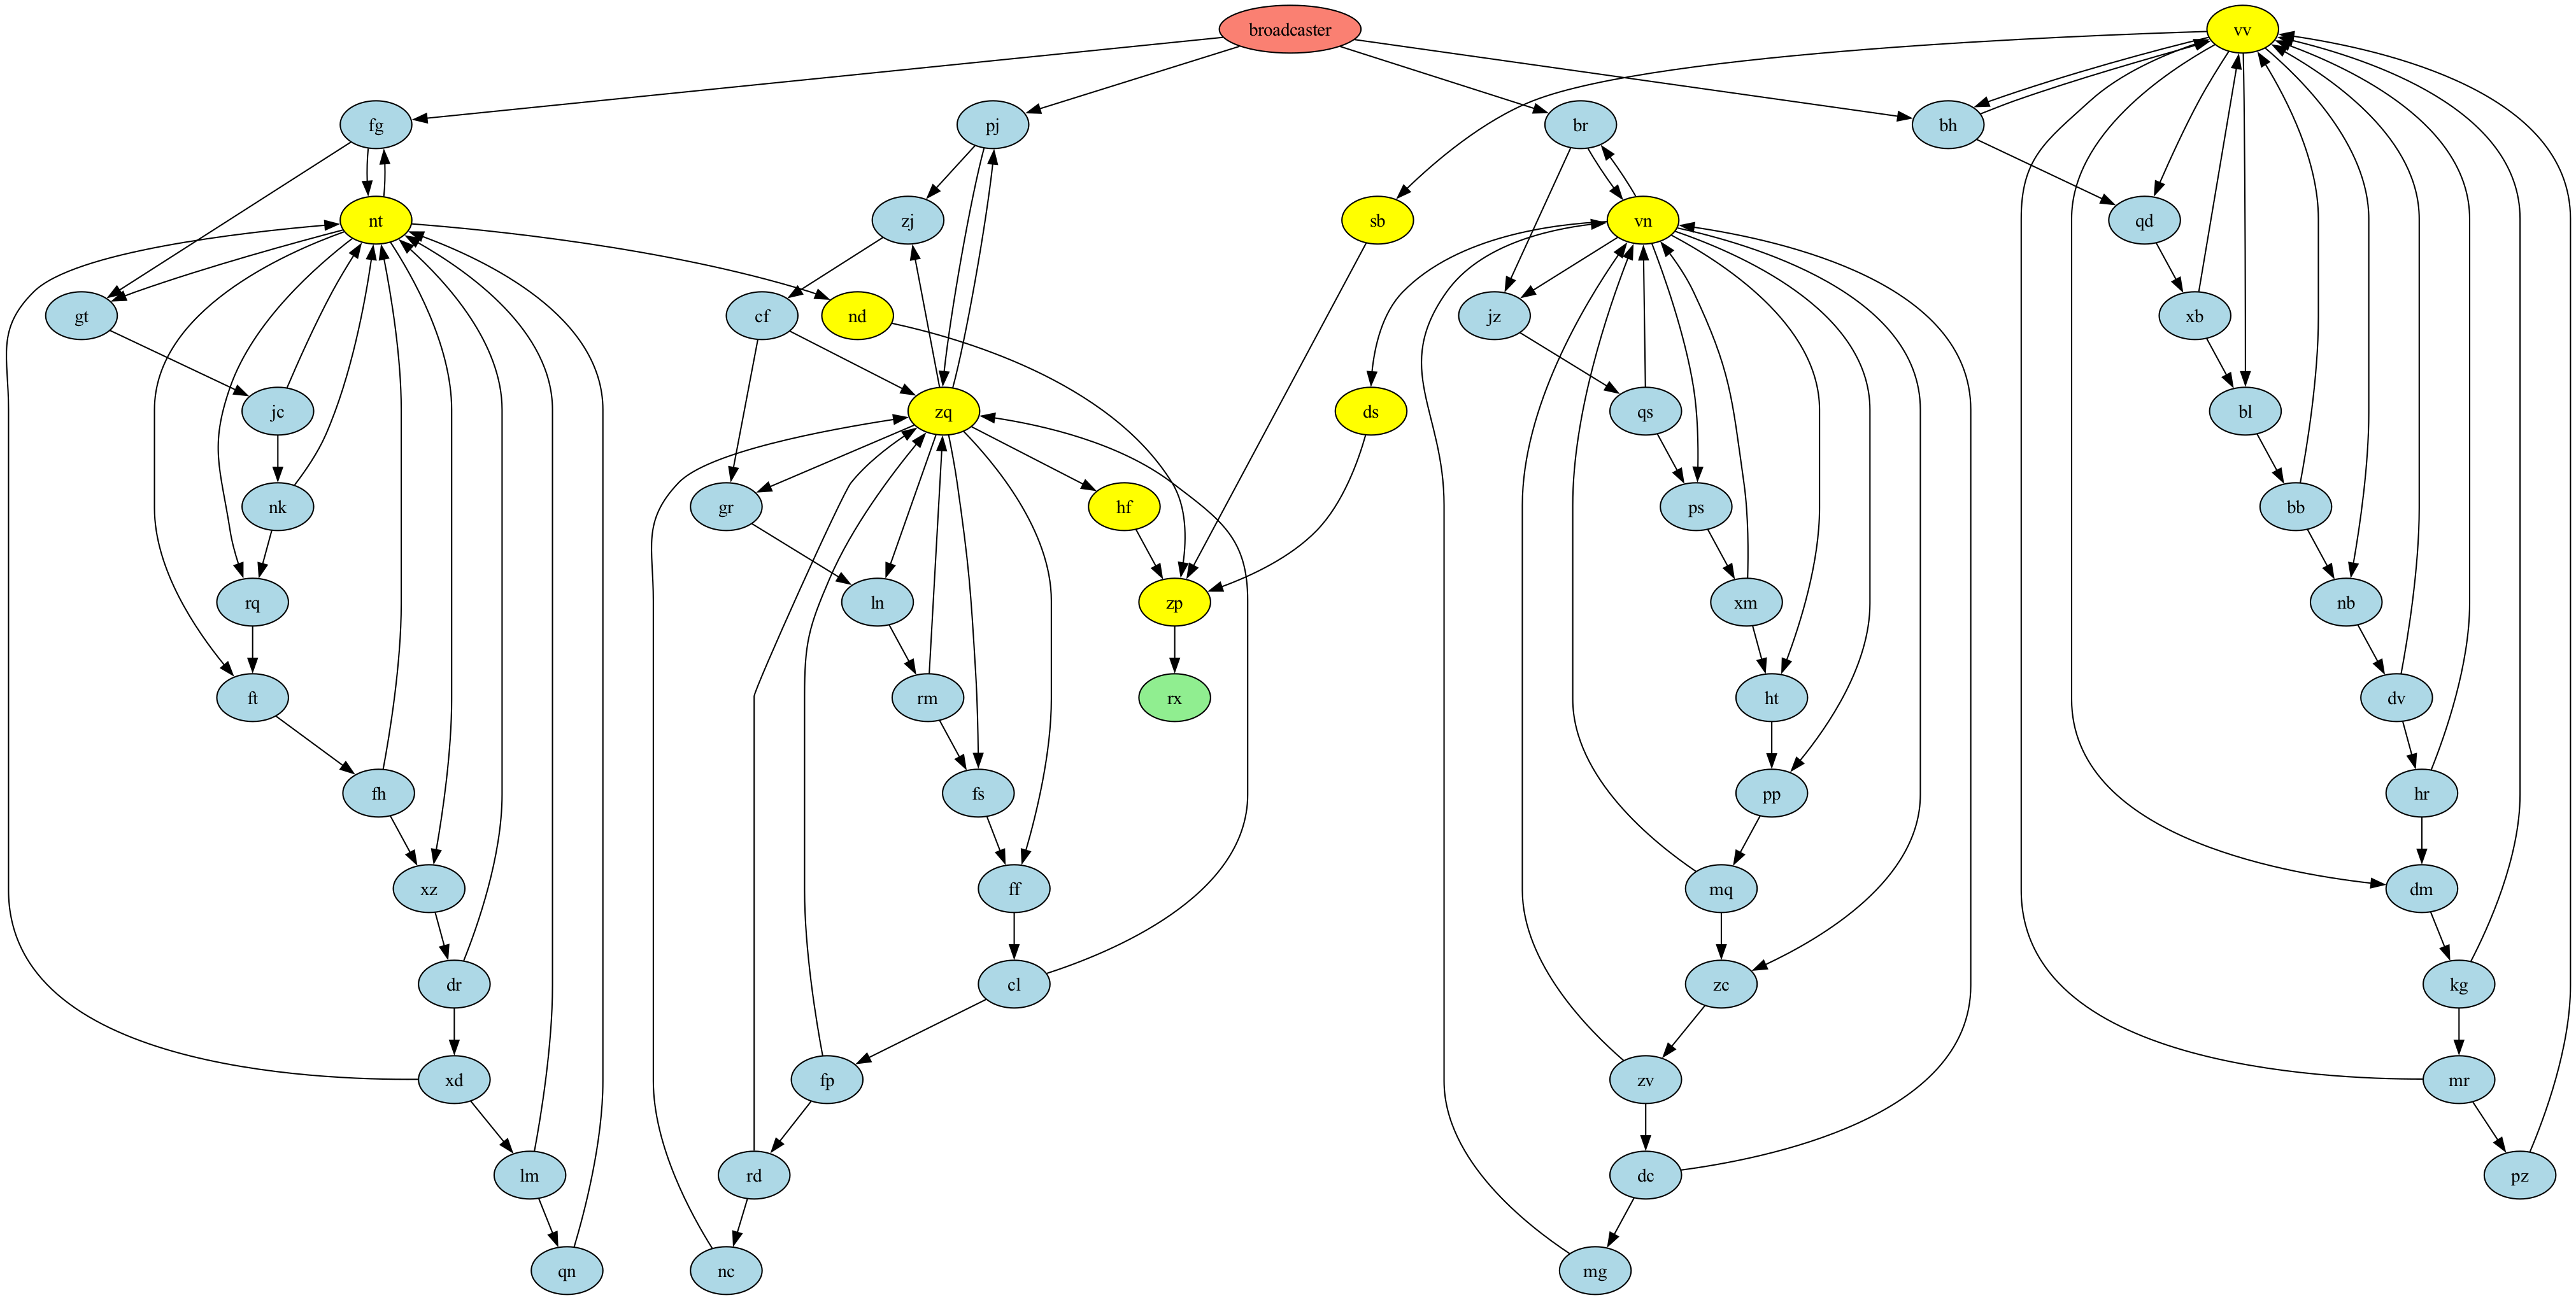 broadcaster
vv
fg
pj
br
bh
nt
zj
sb
vn
qd
gt
cf
nd
jz
xb
jc
zq
ds
qs
bl
nk
gr
hf
ps
bb
rq
ln
zp
xm
nb
ft
rm
rx
ht
dv
fh
fs
pp
hr
xz
ff
mq
dm
dr
cl
zc
kg
xd
fp
zv
mr
lm
rd
dc
pz
qn
nc
mg